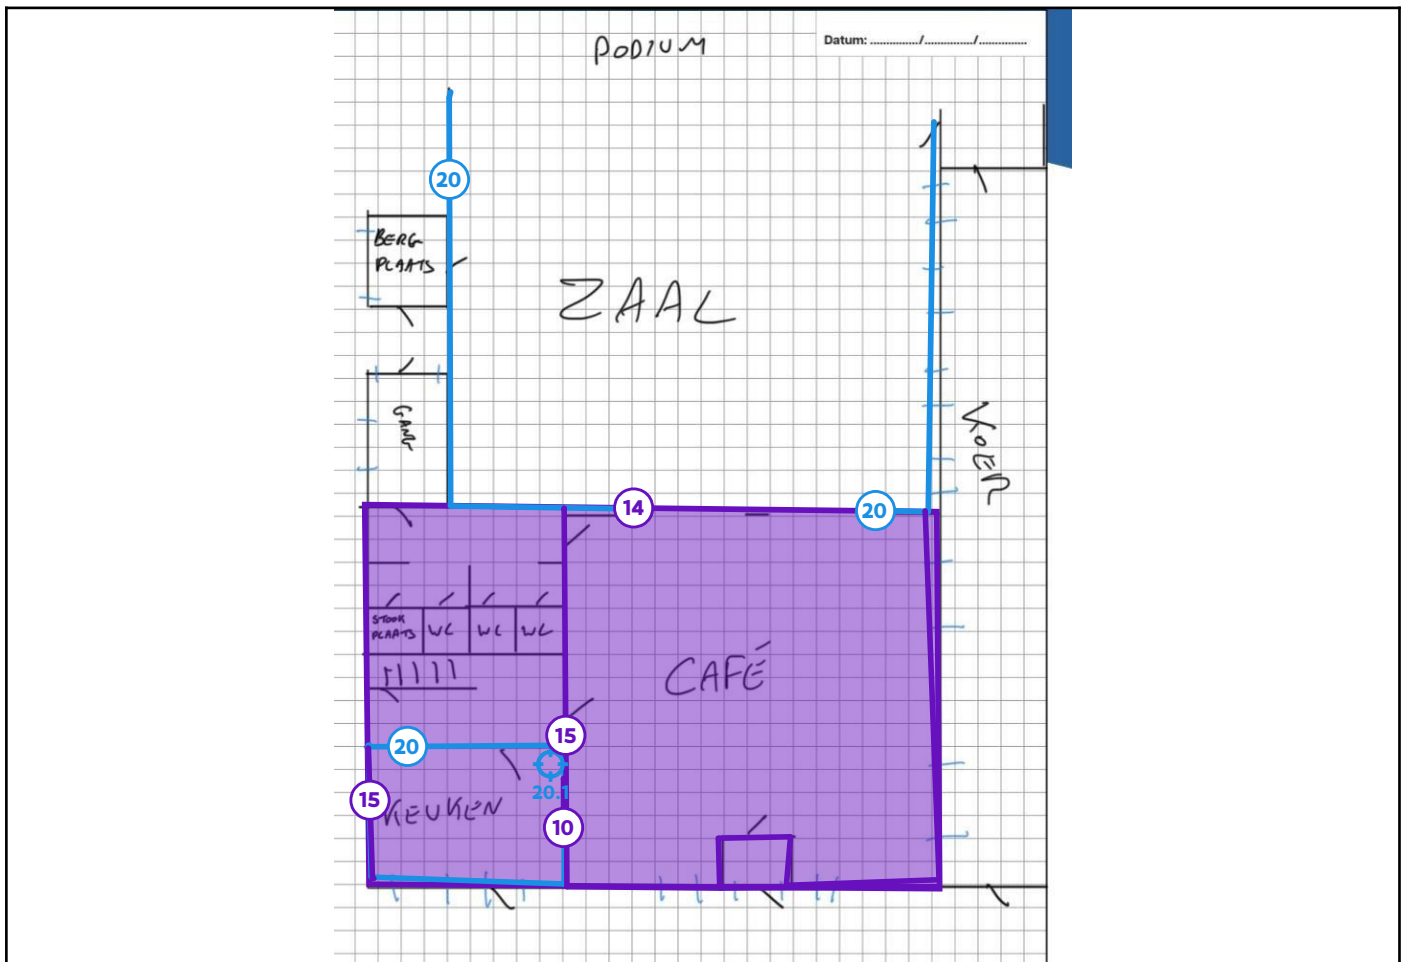 PODIUM
Datum: ............../............../..............
20
BERG
PLAATS
ZAAL
GANG
KOER
14
20
STOOK
PLAATS
WC
WC
WC
CAFÉ
15
20
20.1
15
KEUKEN
10